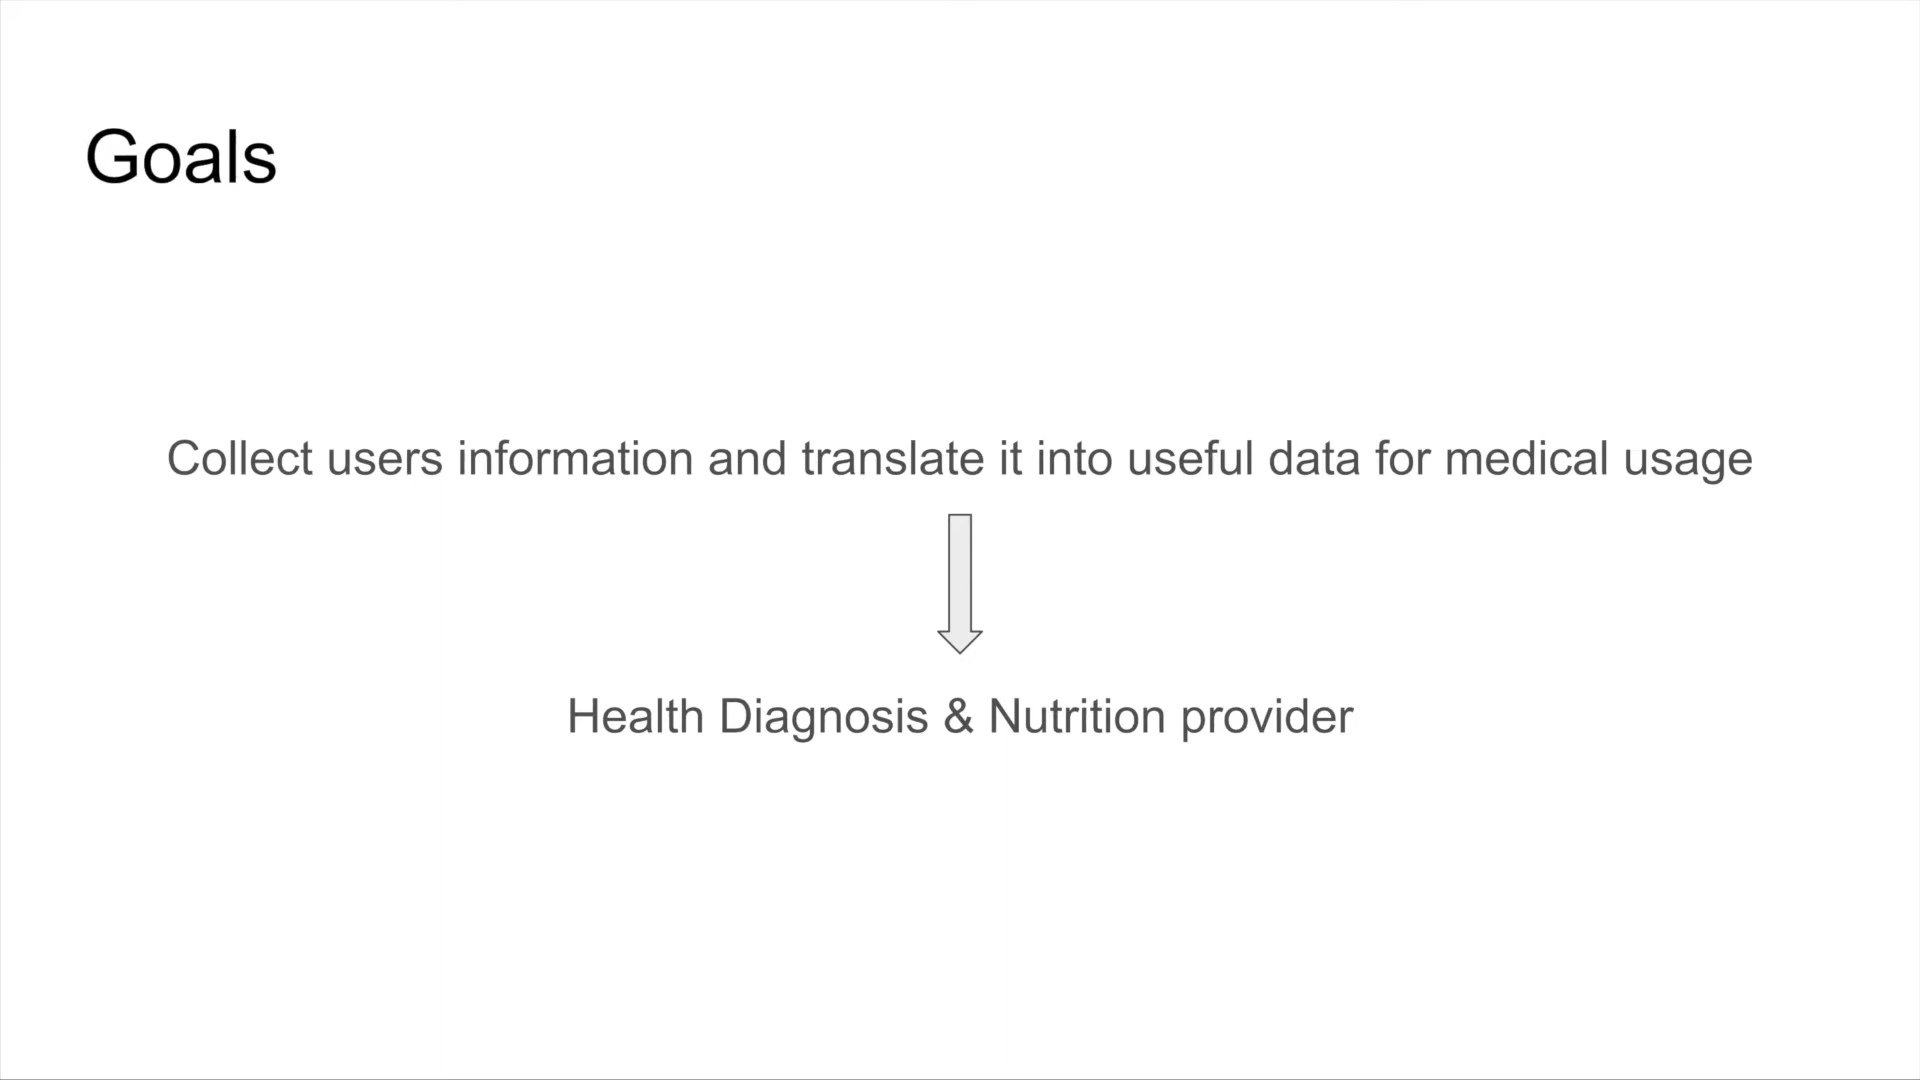 Goals
Collect users information and translate it into useful data for medical usage
Health Diagnosis & Nutrition provider